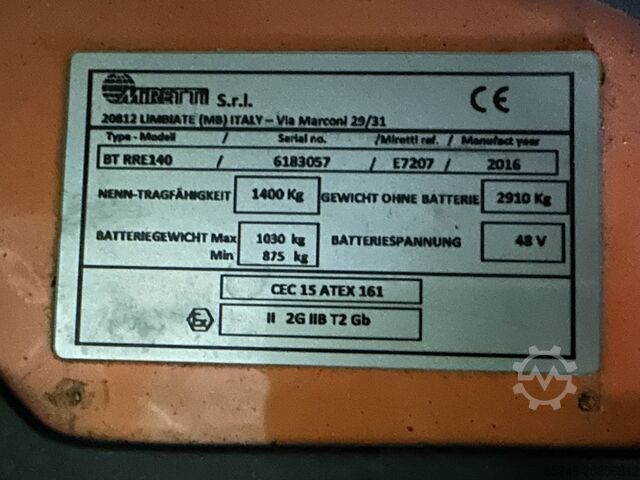 MIRETTI S.r.l. CE
20812 LIMBIATE (MB) ITALY – Via Marconi 29/31
Type - Modell / Serial no. /Miretti ref. / Manufact year
BT RRE140 / 6183057 / E7207 / 2016
NENN-TRAGFÄHIGKEIT 1400 Kg GEWICHT OHNE BATTERIE 2910 Kg
BATTERIEGEWICHT Max 1030 kg BATTERIESPANNUNG 48 V
Min 875 kg
CEC 15 ATEX 161
Ex II 2G IIB T2 Gb